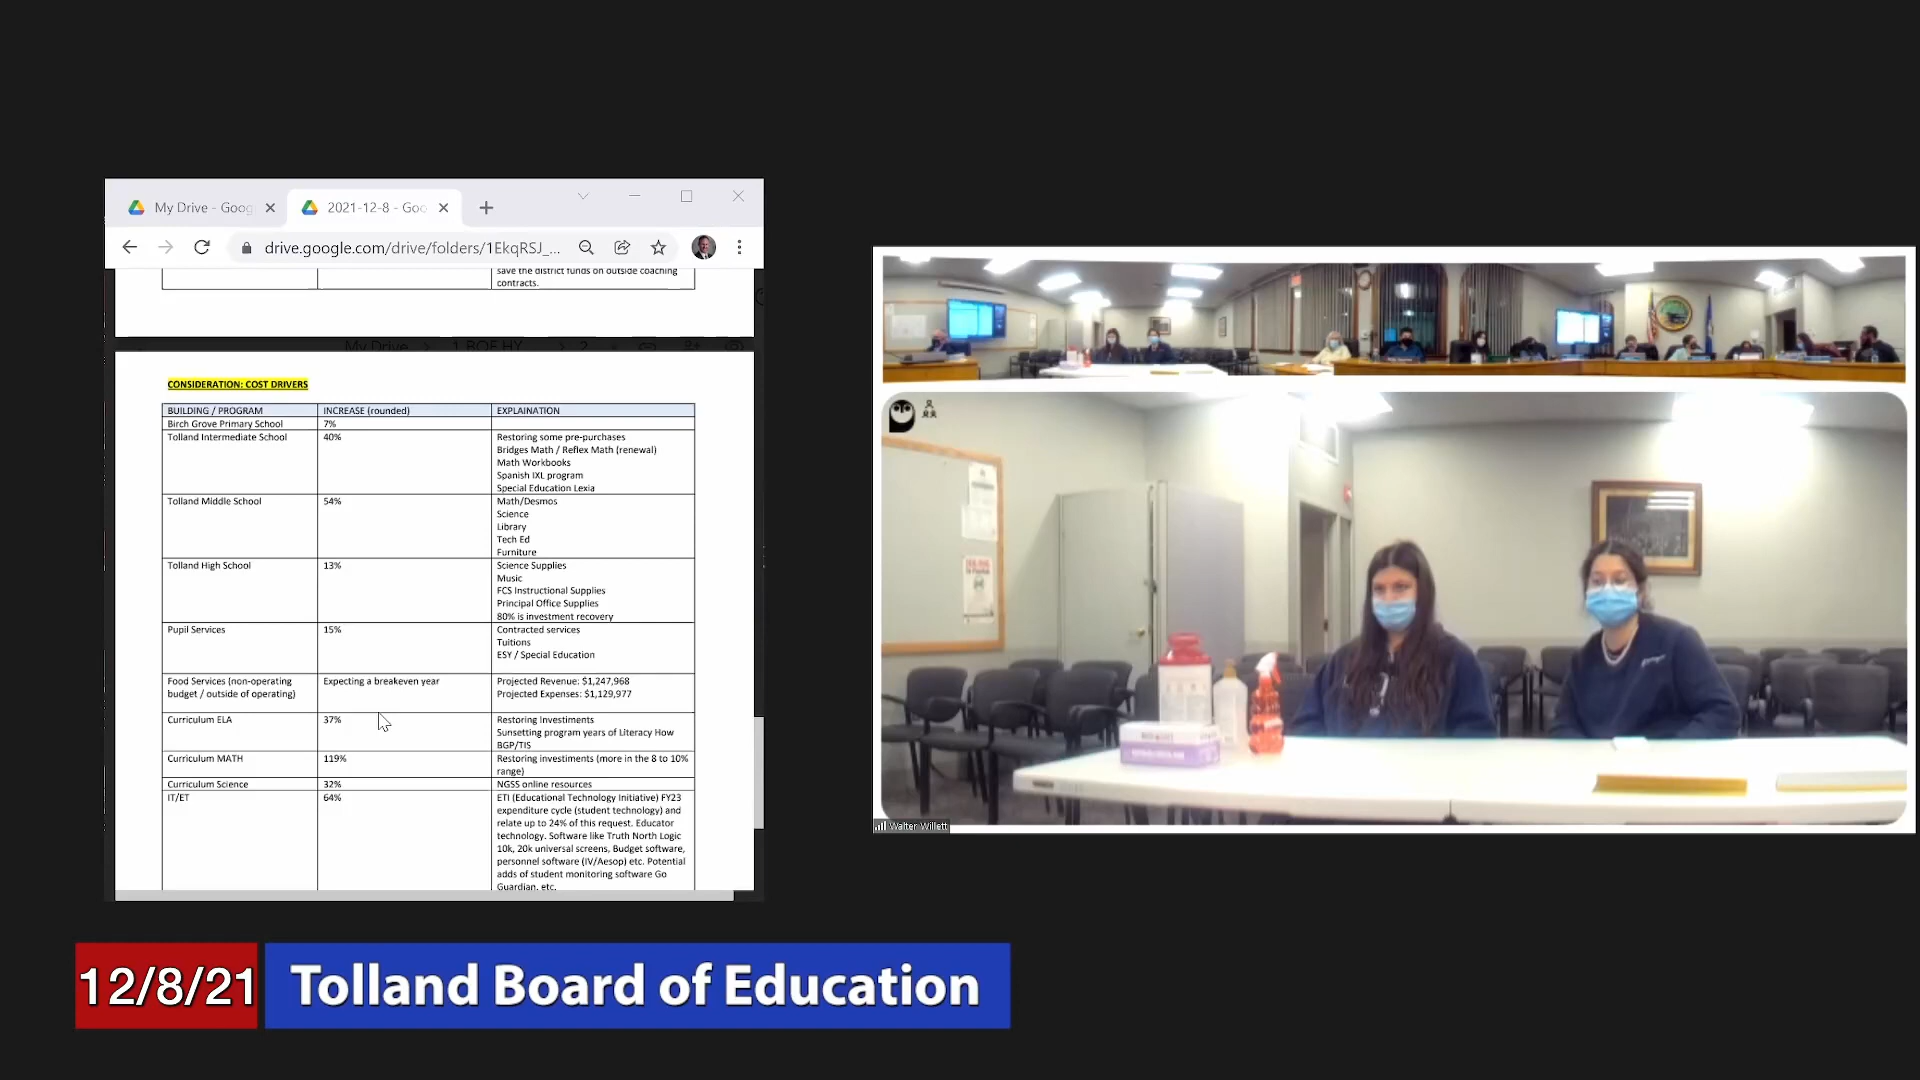 My Drive - Goog
2021-12-8 - Goo
drive.google.com/drive/folders/1EkqRSJ_...
save the district funds on outside coaching
contracts.
CONSIDERATION: COST DRIVERS
BUILDING / PROGRAM INCREASE (rounded) EXPLAINATION
Birch Grove Primary School 7%
Tolland Intermediate School 40% Restoring some pre-purchases
Bridges Math / Reflex Math (renewal)
Math Workbooks
Spanish IXL program
Special Education Lexia
Tolland Middle School 54% Math/Desmos
Science
Library
Tech Ed
Furniture
Tolland High School 13% Science Supplies
Music
FCS Instructional Supplies
Principal Office Supplies
80% is investment recovery
Pupil Services 15% Contracted services
Tuitions
ESY / Special Education
Food Services (non-operating Expecting a breakeven year Projected Revenue: $1,247,968
budget / outside of operating) Projected Expenses: $1,129,977
Curriculum ELA 37% Restoring Investiments
Sunsetting program years of Literacy How
BGP/TIS
Curriculum MATH 119% Restoring investiments (more in the 8 to 10%
range)
Curriculum Science 32% NGSS online resources
IT/ET 64% ETI (Educational Technology Initiative) FY23
expenditure cycle (student technology) and
relate up to 24% of this request. Educator
technology. Software like Truth North Logic
10k, 20k universal screens, Budget software,
personnel software (IV/Aesop) etc. Potential
adds of student monitoring software Go
Guardian, etc.
Walter Willett
12/8/21 Tolland Board of Education